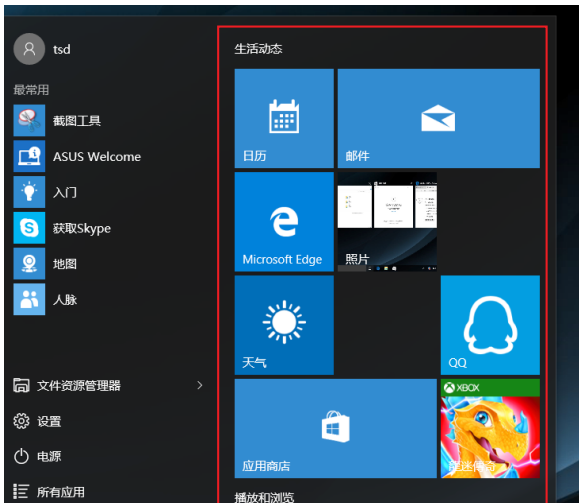 tsd
最常用
截图工具
ASUS Welcome
入门
获取Skype
地图
人脉
文件资源管理器
设置
电源
所有应用
生活动态
日历
邮件
Microsoft Edge
照片
天气
QQ
应用商店
XBOX
播放和浏览